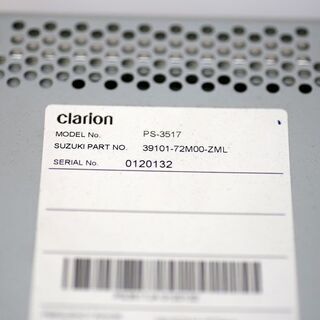 clarion
MODEL No. PS-3517
SUZUKI PART NO. 39101-72M00-ZML
SERIAL No. 0120132